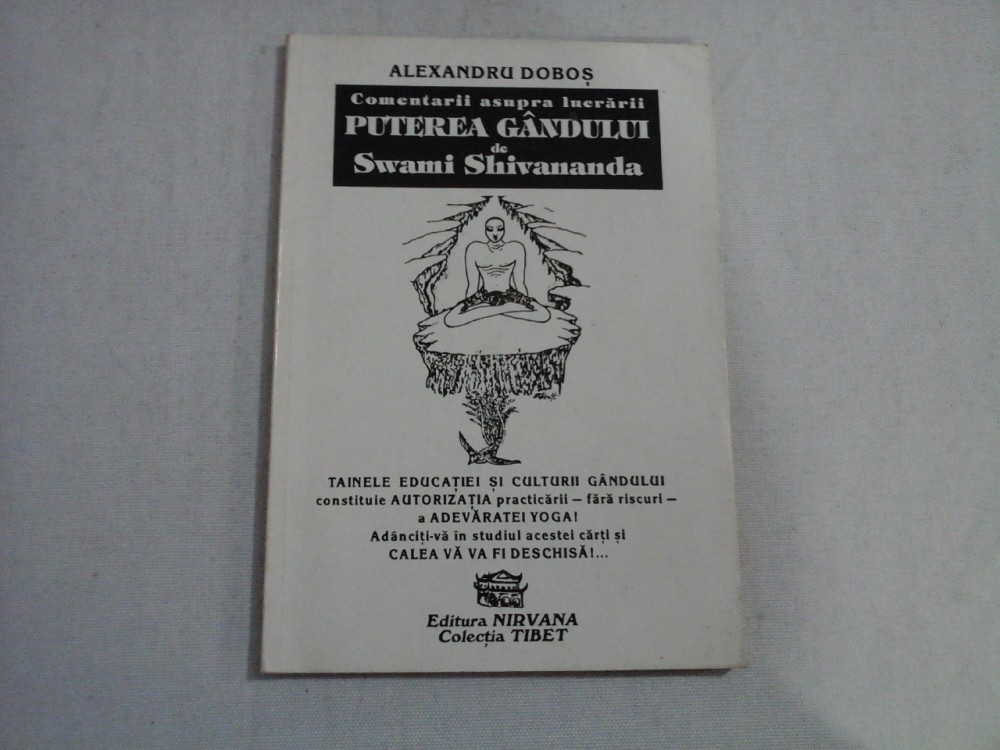 ALEXANDRU DOBOȘ
Comentarii asupra lucrării
PUTEREA GÂNDULUI
de
Swami Shivananda
TAINELE EDUCAȚIEI ȘI CULTURII GÂNDULUI
constituie AUTORIZAȚIA practicării – fără riscuri –
a ADEVĂRATEI YOGA!
Adânciți-vă în studiul acestei cărți și
CALEA VĂ VA FI DESCHISĂ!...
Editura NIRVANA
Colecția TIBET